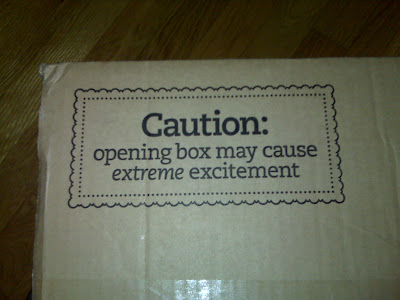 Caution:
opening box may cause
extreme excitement